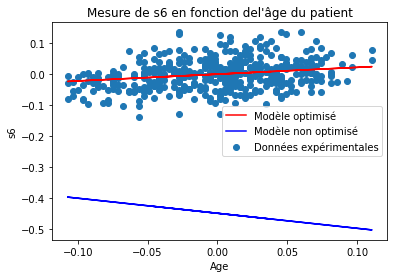 Mesure de s6 en fonction del'âge du patient
0.1
0.0
−0.1
−0.2
−0.3
−0.4
−0.5
s6
Modèle optimisé
Modèle non optimisé
Données expérimentales
−0.10
−0.05
0.00
0.05
0.10
Age